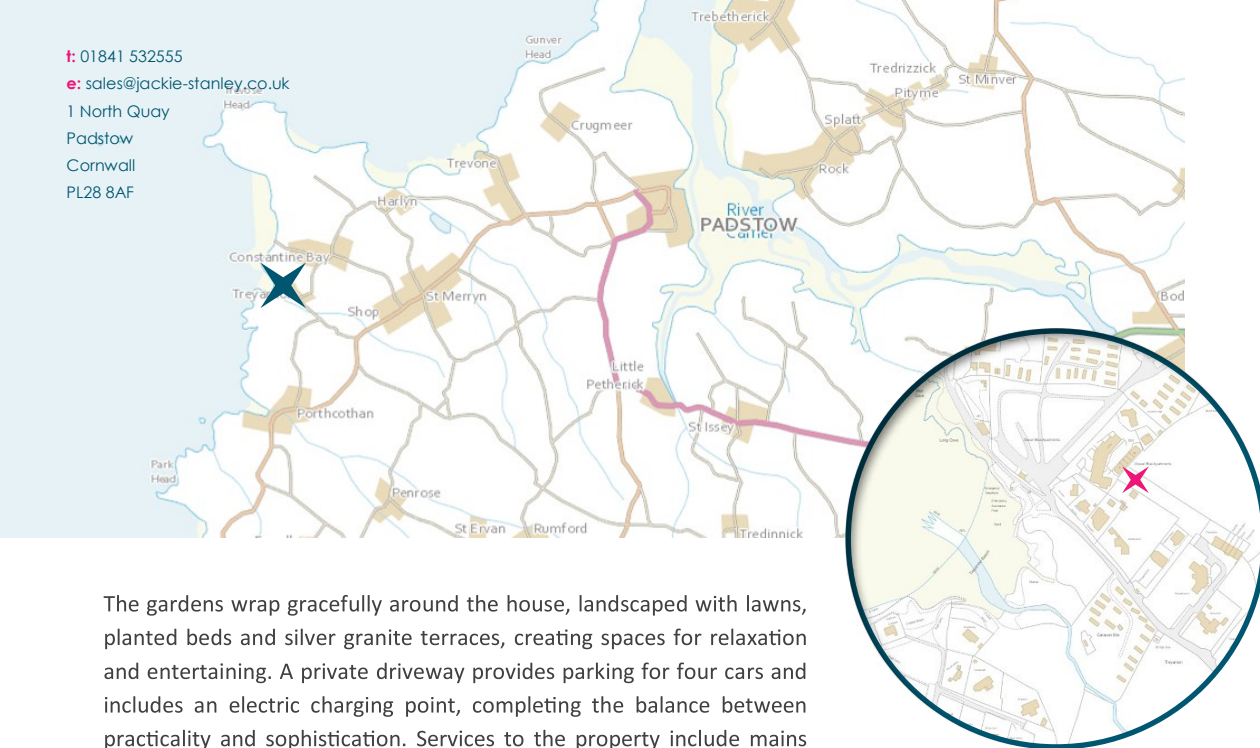 t: 01841 532555
e: sales@jackie-stanley.co.uk
1 North Quay
Padstow
Cornwall
PL28 8AF
Trebetherick
Gunver
Head
Tredrizzick
St Minver
Pityme
Head
Splatt
Crugmeer
Trevone
Rock
Harlyn
River
PADSTOW
Camel
Constantine Bay
St Merryn
Shop
Bod
Little
Petherick
Porthcothan
St Issey
Park
Head
Penrose
St Ervan
Rumford
Tredinnick
The gardens wrap gracefully around the house, landscaped with lawns,
planted beds and silver granite terraces, creating spaces for relaxation
and entertaining. A private driveway provides parking for four cars and
includes an electric charging point, completing the balance between
practicality and sophistication. Services to the property include mains